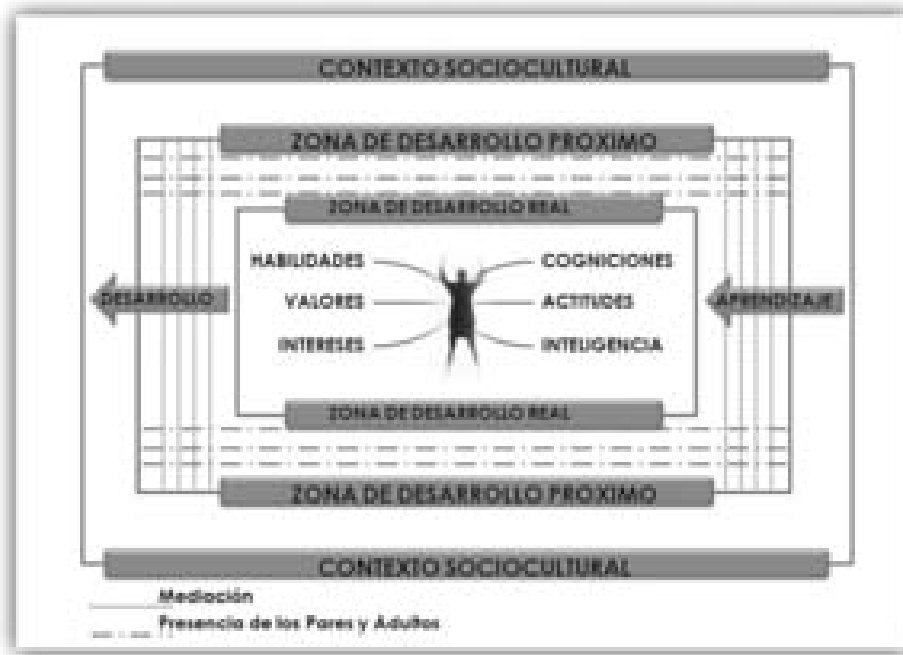 CONTEXTO SOCIOCULTURAL
ZONA DE DESARROLLO PROXIMO
ZONA DE DESARROLLO REAL
HABILIDADES
COGNICIONES
DESARROLLO
VALORES
ACTITUDES
APRENDIZAJE
INTERESES
INTELIGENCIA
ZONA DE DESARROLLO REAL
ZONA DE DESARROLLO PROXIMO
CONTEXTO SOCIOCULTURAL
Mediación
Presencia de los Pares y Adultos